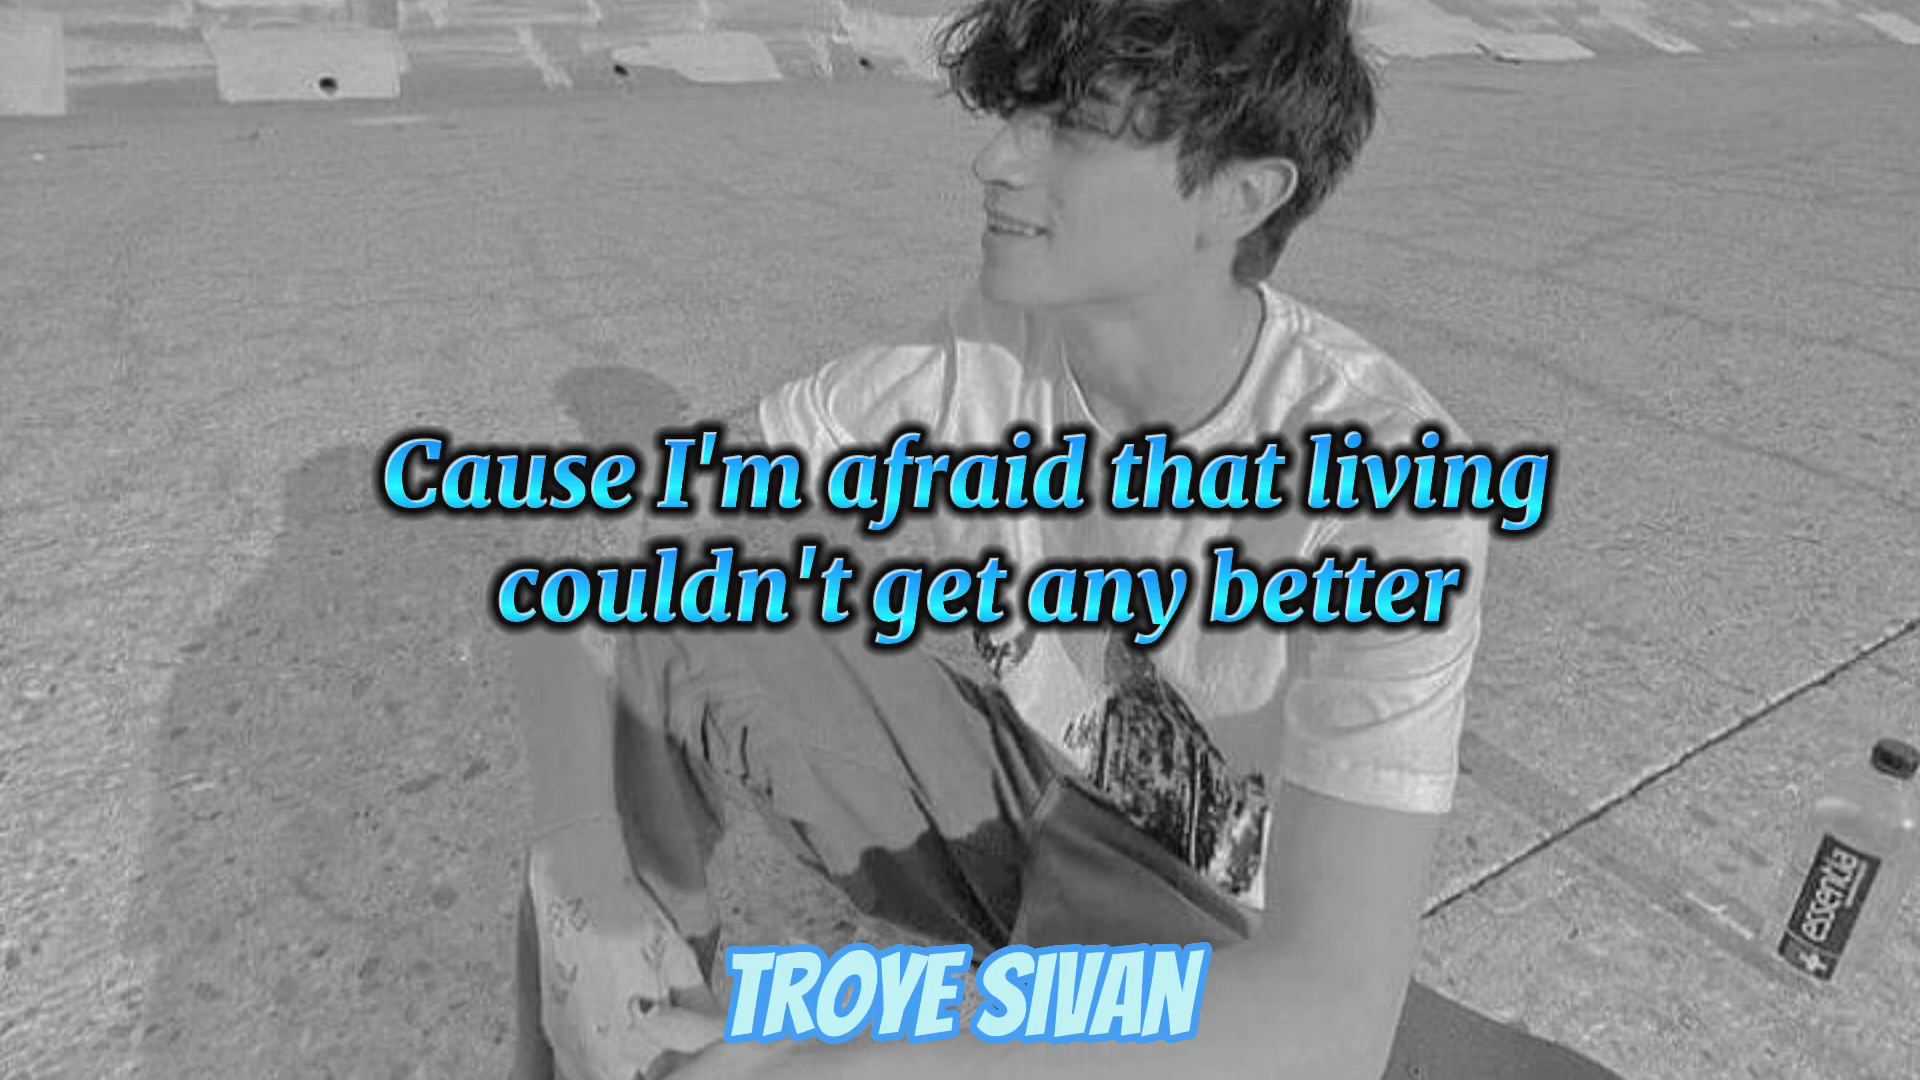 Cause I'm afraid that living
couldn't get any better
essentia
TROYE SIVAN